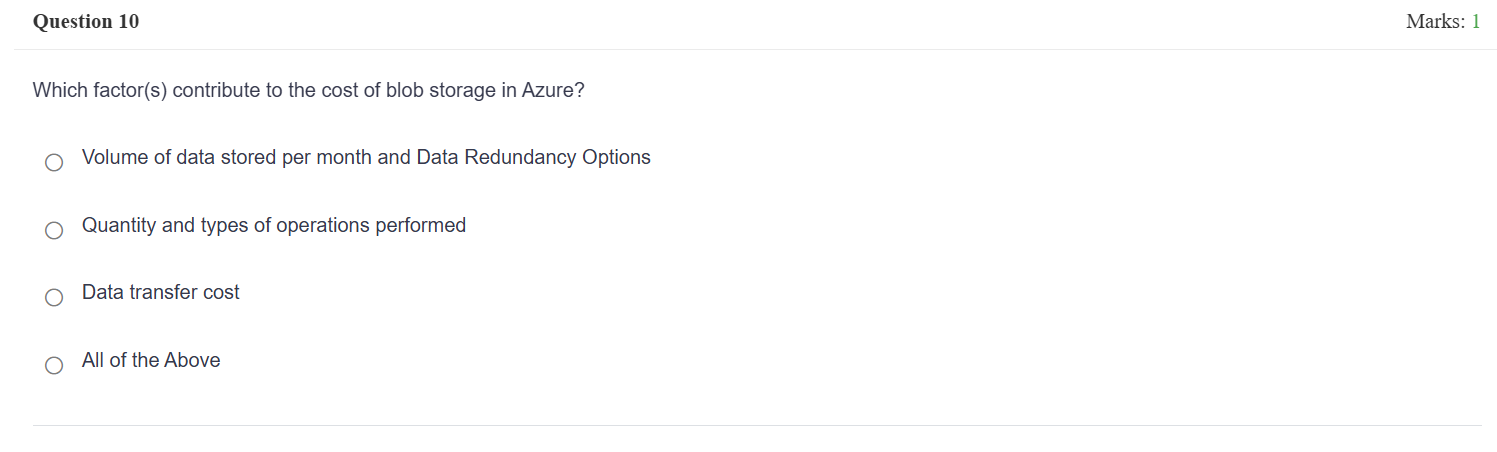 Question 10
Marks: 1
Which factor(s) contribute to the cost of blob storage in Azure?
Volume of data stored per month and Data Redundancy Options
Quantity and types of operations performed
Data transfer cost
All of the Above